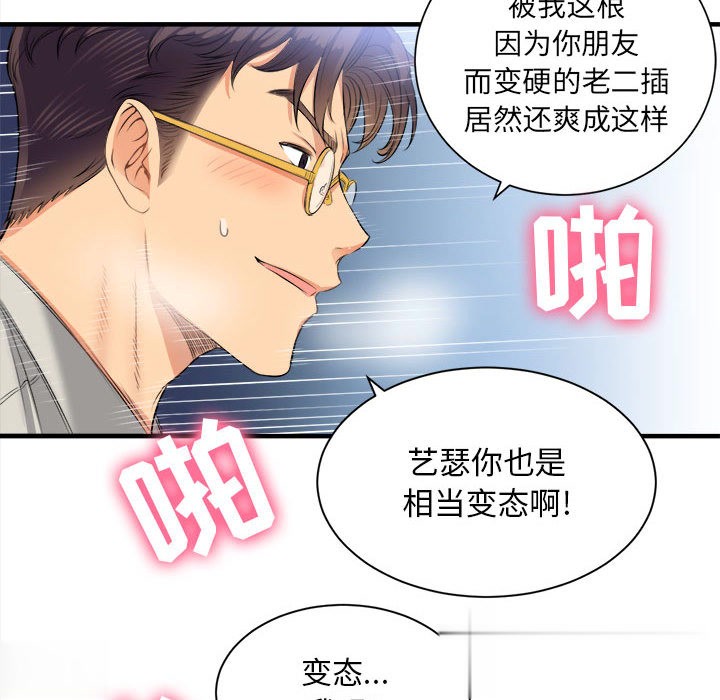 被我这根
因为你朋友
而变硬的老二插
居然还爽成这样
啪
艺瑟你也是
相当变态啊!
啪
变态...